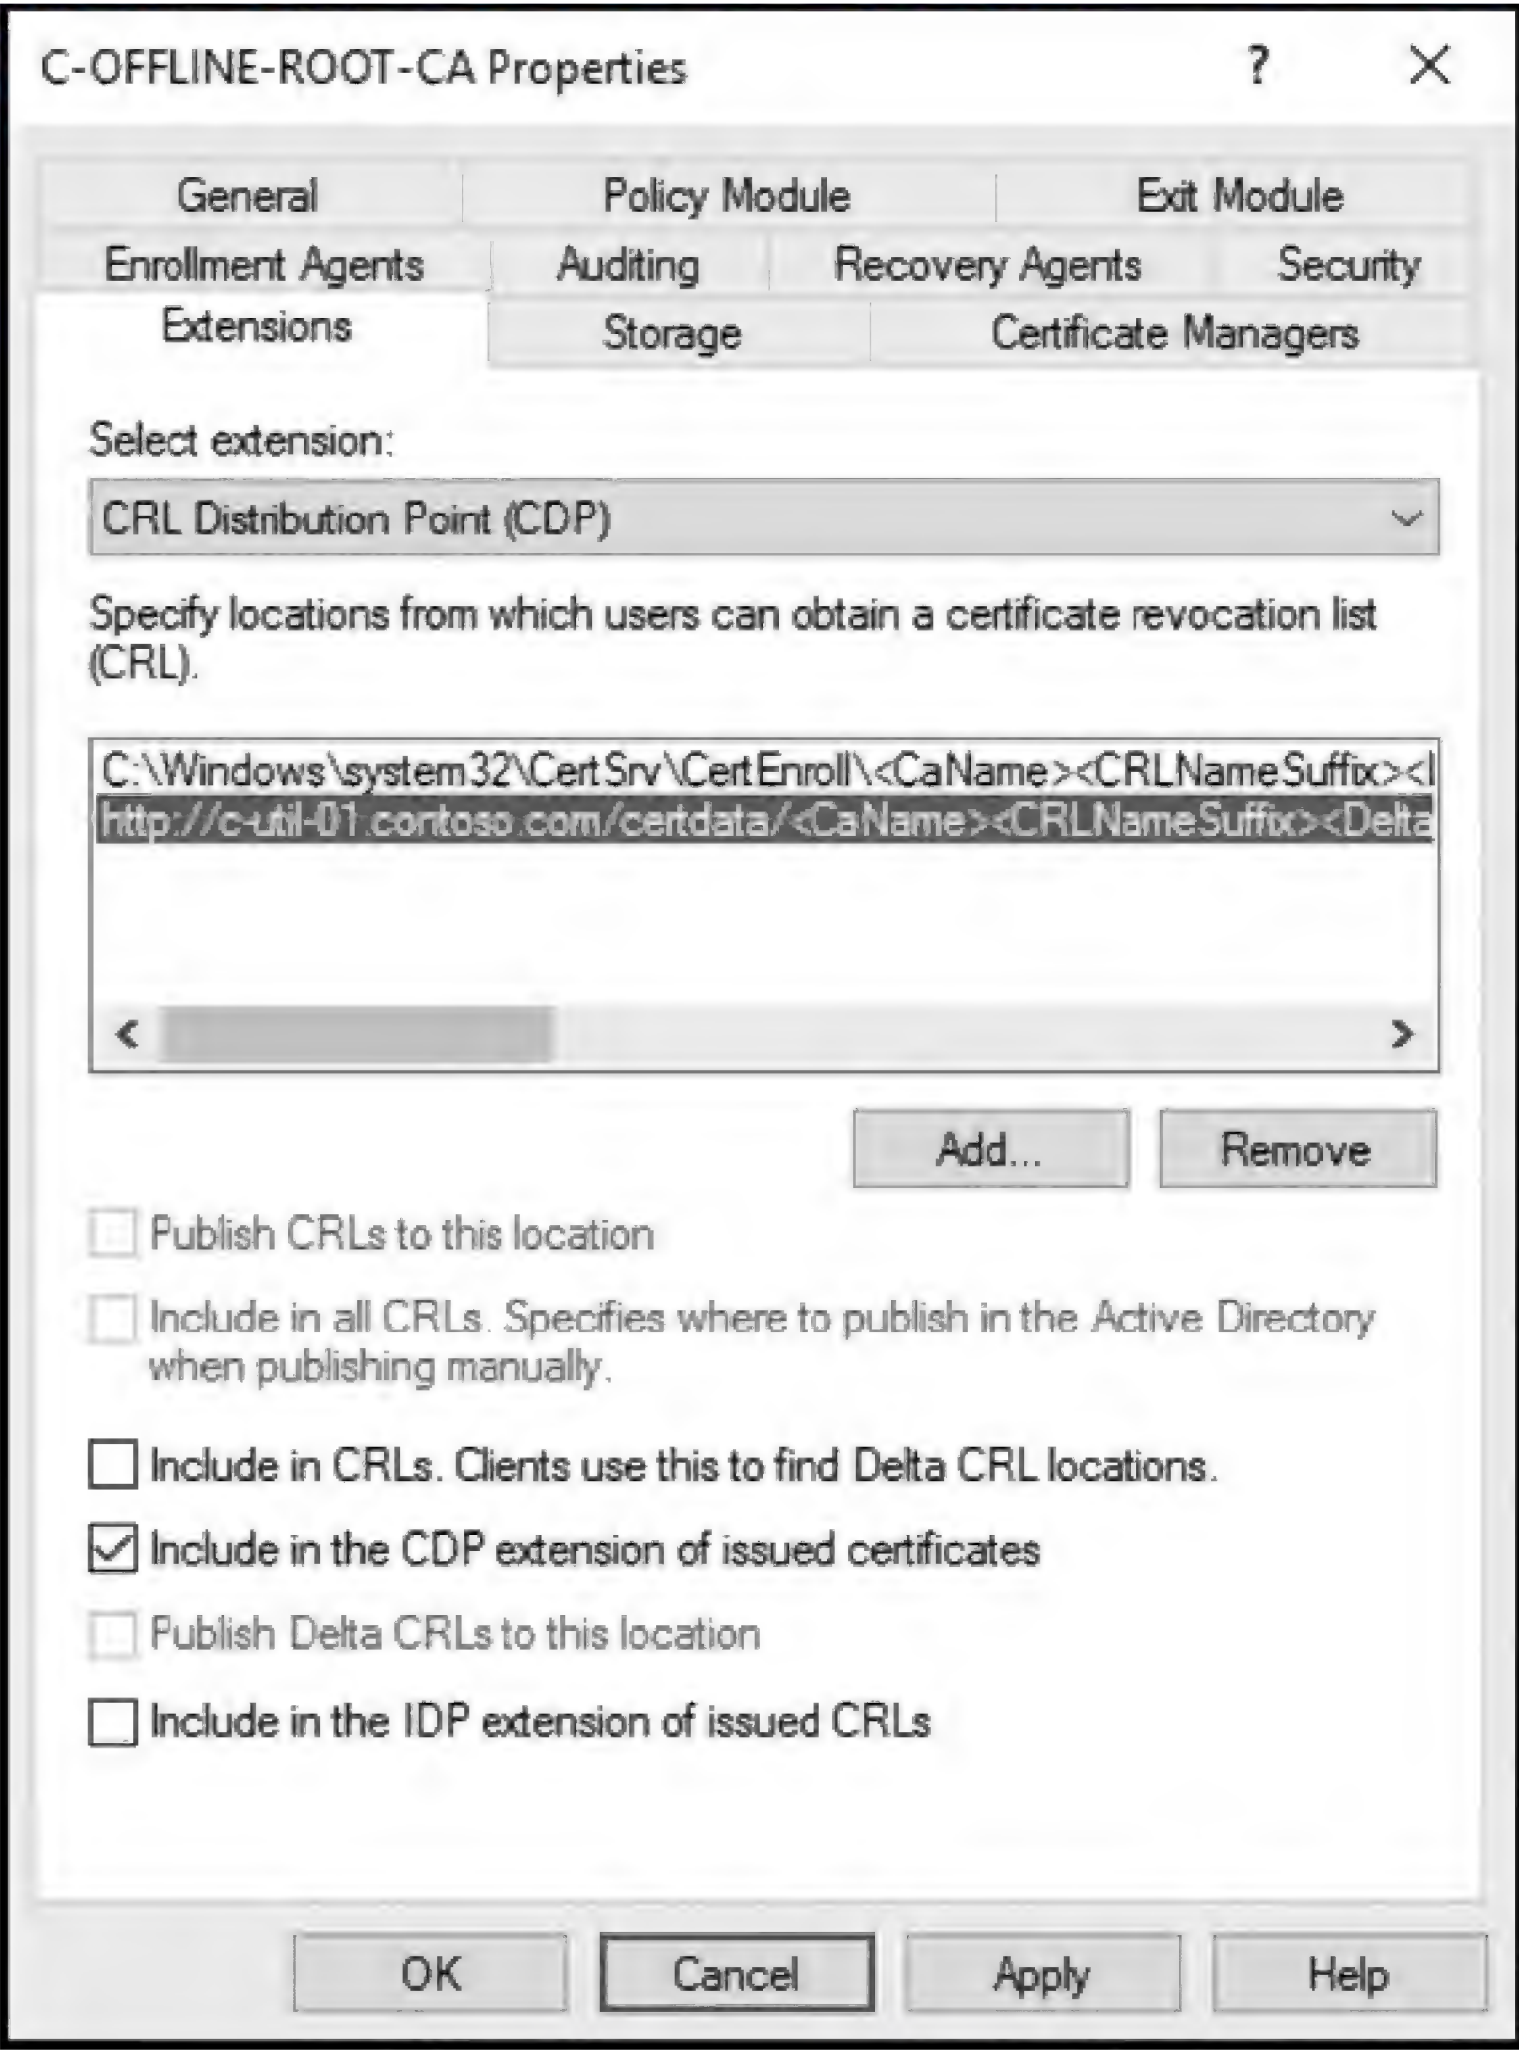 C-OFFLINE-ROOT-CA Properties ? ×
General Policy Module Exit Module
Enrollment Agents Auditing Recovery Agents Security
Extensions Storage Certificate Managers
Select extension:
CRL Distribution Point (CDP)
Specify locations from which users can obtain a certificate revocation list
(CRL).
C:\Windows\system32\CertSrv\CertEnroll\<CaName><CRLNameSuffix><
http://c-util-01.contoso.com/certdata/<CaName><CRLNameSuffix><Delta
Add... Remove
Publish CRLs to this location
Include in all CRLs. Specifies where to publish in the Active Directory
when publishing manually.
Include in CRLs. Clients use this to find Delta CRL locations.
Include in the CDP extension of issued certificates
Publish Delta CRLs to this location
Include in the IDP extension of issued CRLs
OK Cancel Apply Help